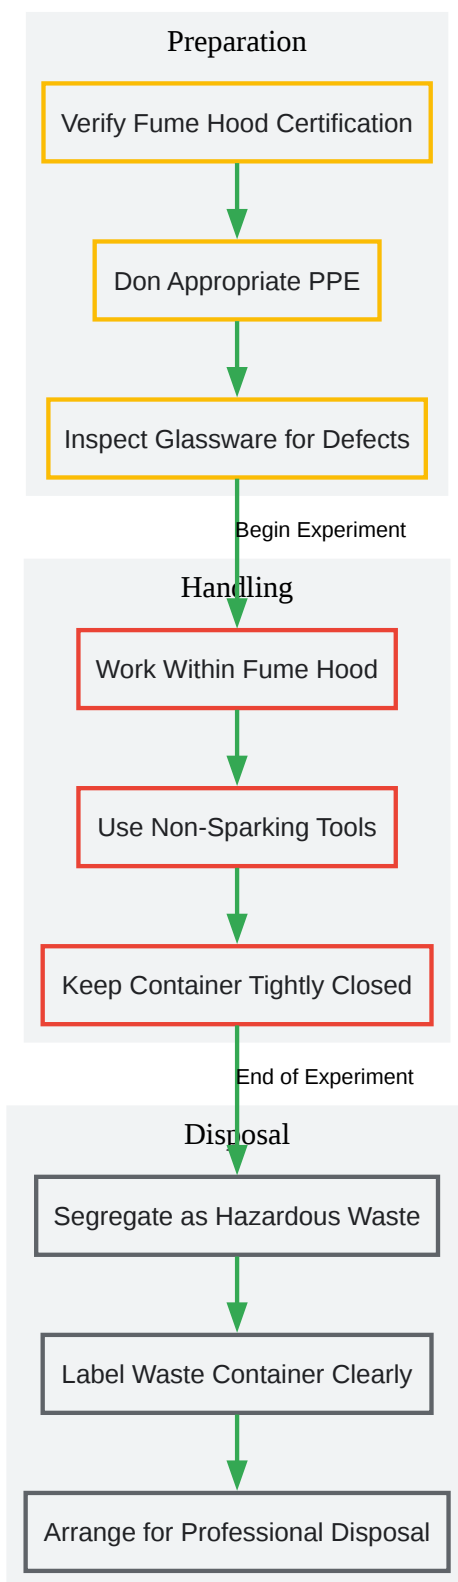 Preparation
Verify Fume Hood Certification
Don Appropriate PPE
Inspect Glassware for Defects
Begin Experiment
Handling
Work Within Fume Hood
Use Non-Sparking Tools
Keep Container Tightly Closed
End of Experiment
Disposal
Segregate as Hazardous Waste
Label Waste Container Clearly
Arrange for Professional Disposal